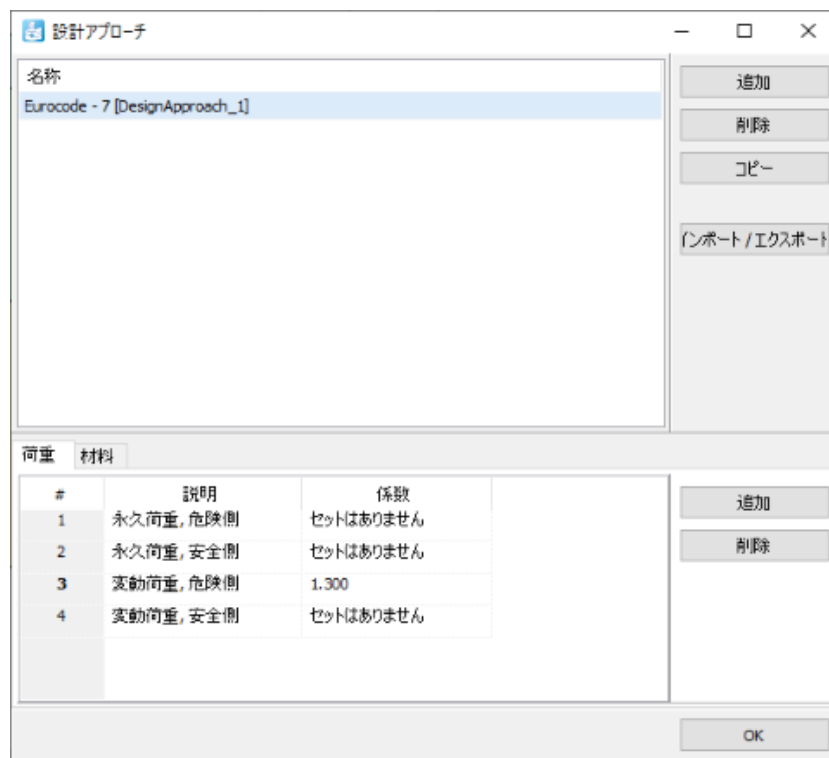 設計アプローチ
名称
Eurocode - 7 [DesignApproach_1]
追加
削除
コピー
インポート / エクスポート
荷重 材料
# 説明 係数
1 永久荷重, 危険側 セットはありません
2 永久荷重, 安全側 セットはありません
3 変動荷重, 危険側 1.300
4 変動荷重, 安全側 セットはありません
追加
削除
OK